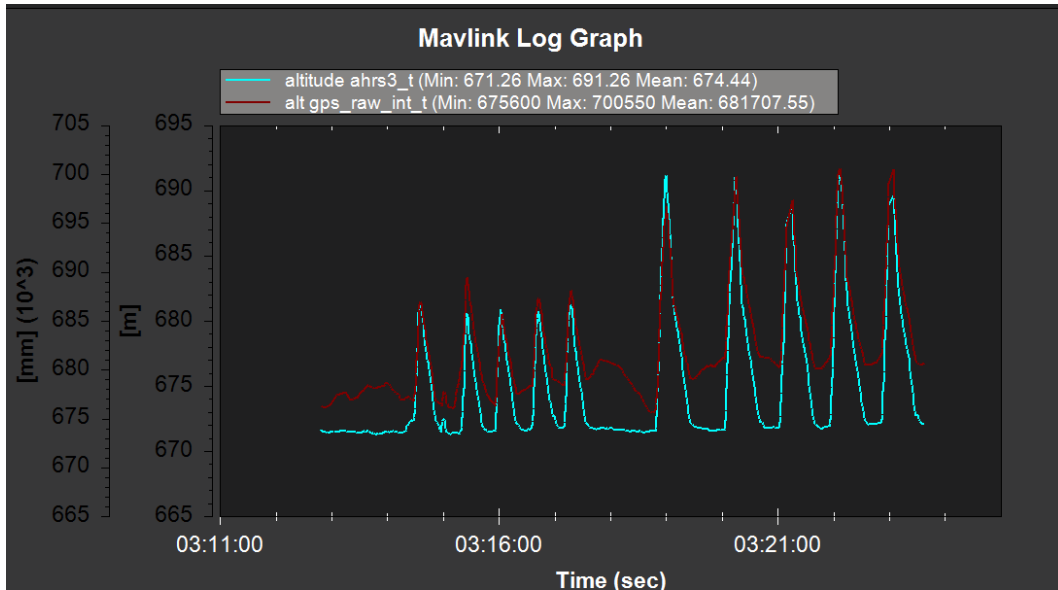 Mavlink Log Graph
altitude ahrs3_t (Min: 671.26 Max: 691.26 Mean: 674.44)
alt gps_raw_int_t (Min: 675600 Max: 700550 Mean: 681707.55)
705
700
695
690
685
680
675
670
665
[mm] (10^3)
695
690
685
680
675
670
665
[m]
03:11:00 03:16:00 03:21:00
Time (sec)